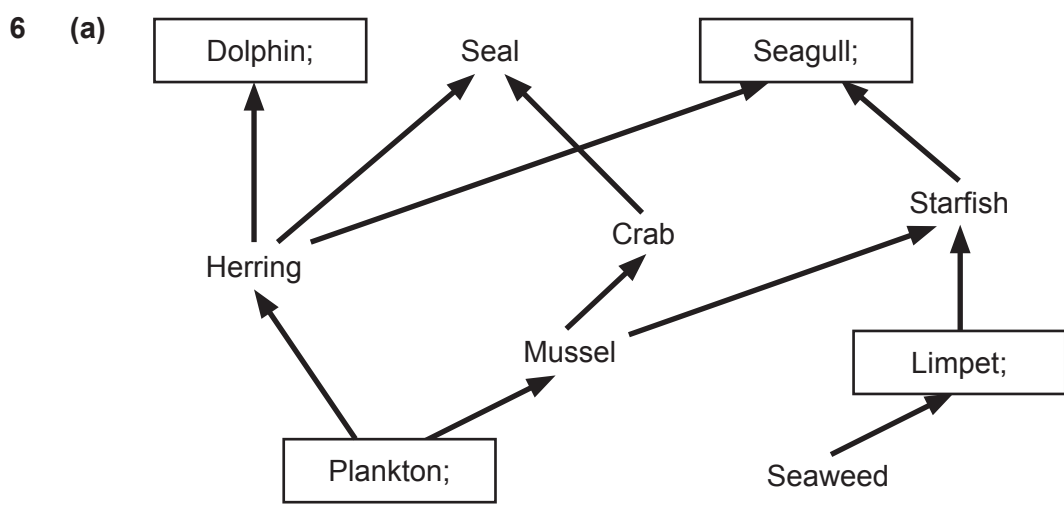 6 (a)
Dolphin; Seal Seagull;
Starfish
Crab
Herring
Mussel
Limpet;
Plankton;
Seaweed